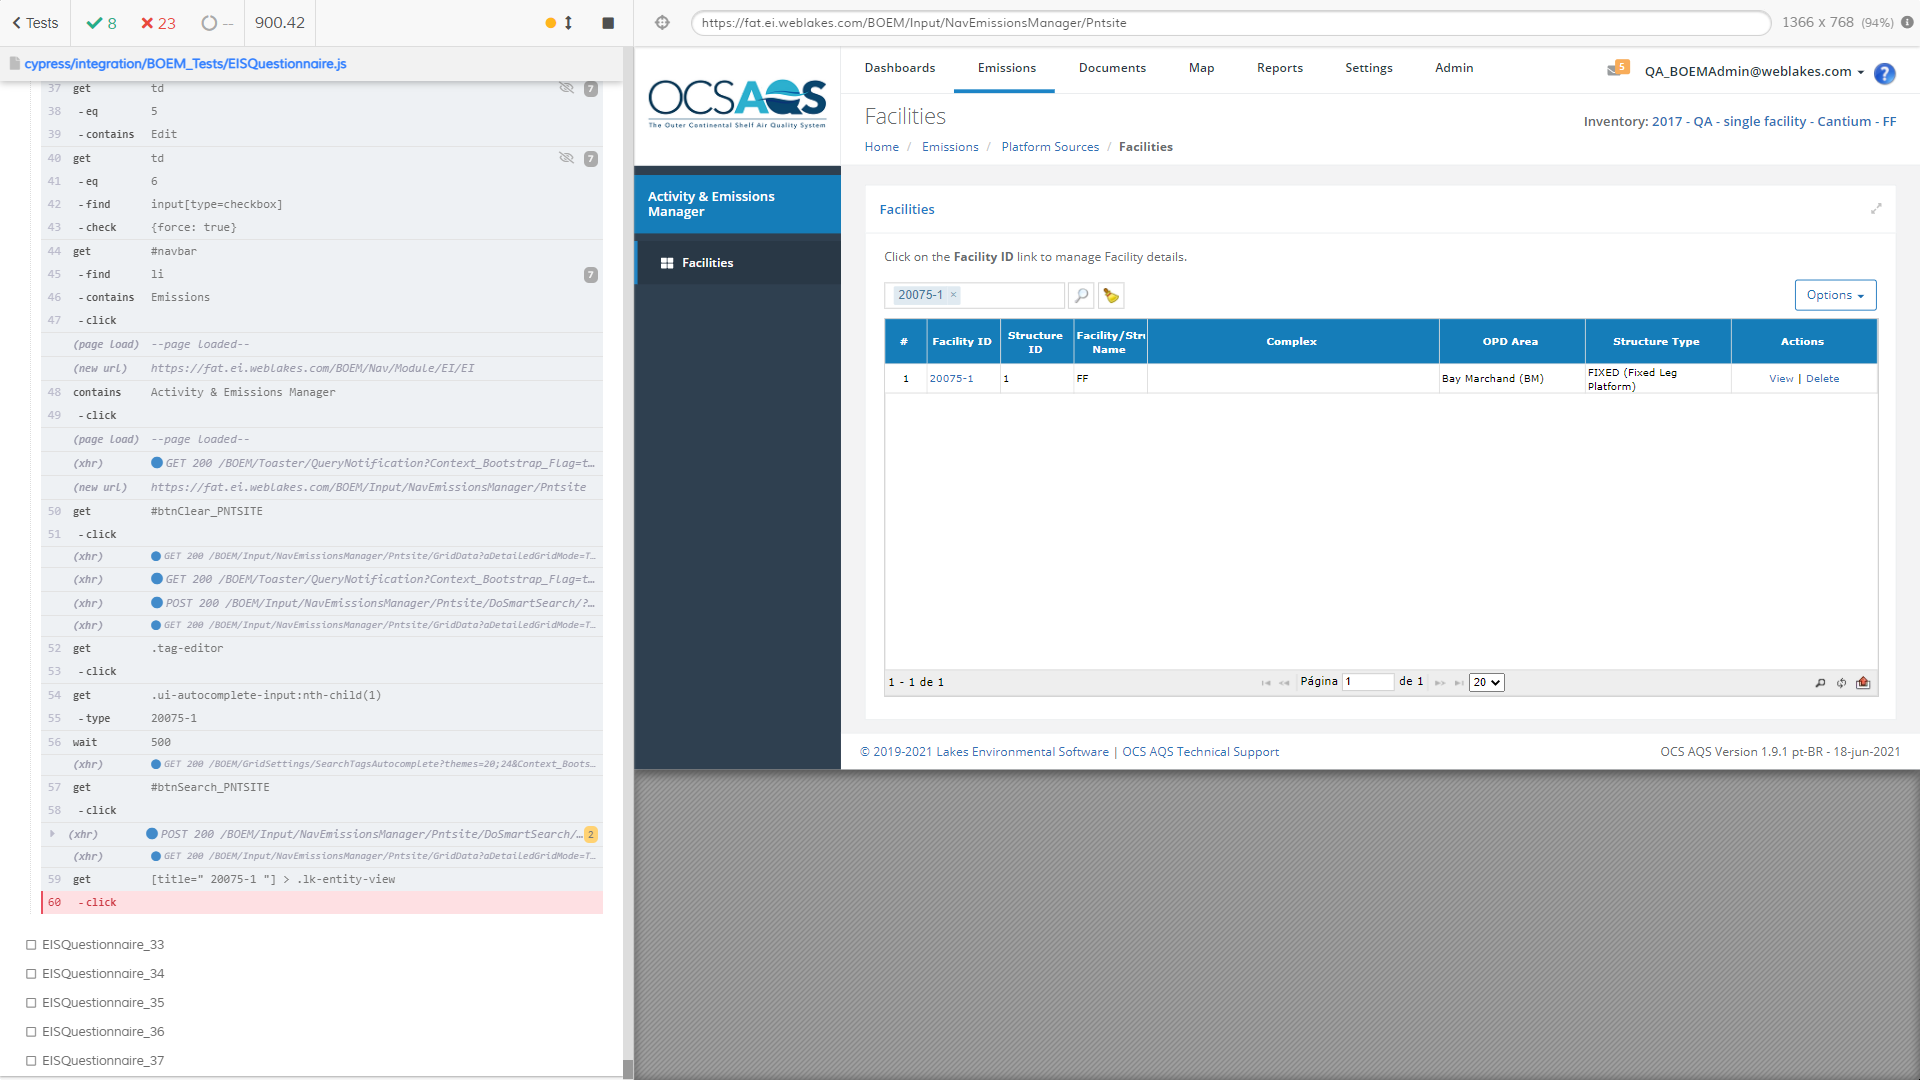 Tests
8
23
--
900.42
cypress/integration/BOEM_Tests/EISQuestionnaire.js
37 get td 7
38 - eq 5
39 - contains Edit
40 get td 7
41 - eq 6
42 - find input[type=checkbox]
43 - check {force: true}
44 get #navbar
45 - find li 7
46 - contains Emissions
47 - click
(page load) --page loaded--
(new url) https://fat.ei.weblakes.com/BOEM/Nav/Module/EI/EI
48 contains Activity & Emissions Manager
49 - click
(page load) --page loaded--
(xhr) GET 200 /BOEM/Toaster/QueryNotification?Context_Bootstrap_Flag=t...
(new url) https://fat.ei.weblakes.com/BOEM/Input/NavEmissionsManager/Pntsite
50 get #btnClear_PNTSITE
51 - click
(xhr) GET 200 /BOEM/Input/NavEmissionsManager/Pntsite/GridData?aDetailedGridMode=T...
(xhr) GET 200 /BOEM/Toaster/QueryNotification?Context_Bootstrap_Flag=t...
(xhr) POST 200 /BOEM/Input/NavEmissionsManager/Pntsite/DoSmartSearch/?...
(xhr) GET 200 /BOEM/Input/NavEmissionsManager/Pntsite/GridData?aDetailedGridMode=T...
52 get .tag-editor
53 - click
54 get .ui-autocomplete-input:nth-child(1)
55 - type 20075-1
56 wait 500
(xhr) GET 200 /BOEM/GridSettings/SearchTagsAutocomplete?themes=20;24&Context_Boots...
57 get #btnSearch_PNTSITE
58 - click
(xhr) POST 200 /BOEM/Input/NavEmissionsManager/Pntsite/DoSmartSearch/... 2
(xhr) GET 200 /BOEM/Input/NavEmissionsManager/Pntsite/GridData?aDetailedGridMode=T...
59 get [title=" 20075-1 "] > .lk-entity-view
60 - click
EISQuestionnaire_33
EISQuestionnaire_34
EISQuestionnaire_35
EISQuestionnaire_36
EISQuestionnaire_37
https://fat.ei.weblakes.com/BOEM/Input/NavEmissionsManager/Pntsite
1366 x 768 (94%)
OCSAQS
The Outer Continental Shelf Air Quality System
Dashboards Emissions Documents Map Reports Settings Admin
5
QA_BOEMAdmin@weblakes.com
?
Facilities
Inventory: 2017 - QA - single facility - Cantium - FF
Home / Emissions / Platform Sources / Facilities
Activity & Emissions
Manager
Facilities
Facilities
Click on the Facility ID link to manage Facility details.
20075-1 ×
Options
# Facility ID Structure ID Facility/Stru Name Complex OPD Area Structure Type Actions
1 20075-1 1 FF Bay Marchand (BM) FIXED (Fixed Leg Platform) View | Delete
1 - 1 de 1
Página 1 de 1
20
© 2019-2021 Lakes Environmental Software | OCS AQS Technical Support
OCS AQS Version 1.9.1 pt-BR - 18-jun-2021